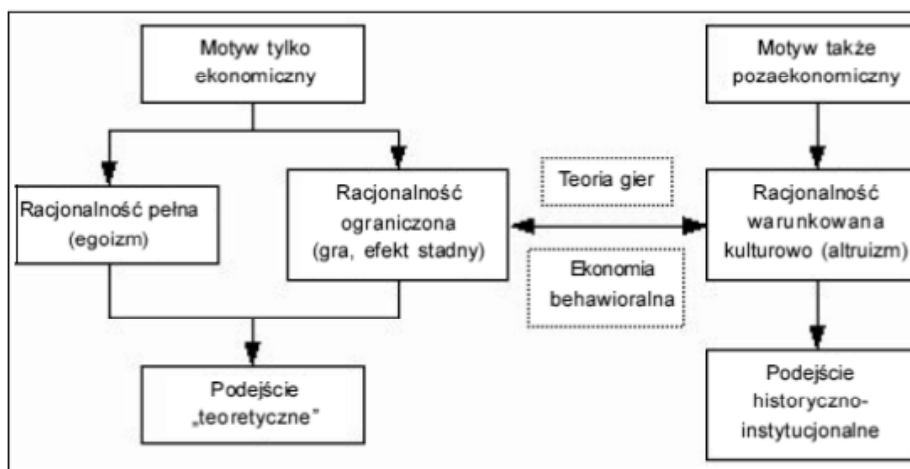 Motyw tylko
ekonomiczny
Motyw także
pozaekonomiczny
Racjonalność pełna
(egoizm)
Racjonalność
ograniczona
(gra, efekt stadny)
Teoria gier
Ekonomia
behawioralna
Racjonalność
warunkowana
kulturowo (altruizm)
Podejście
„teoretyczne”
Podejście
historyczno-
instytucjonalne